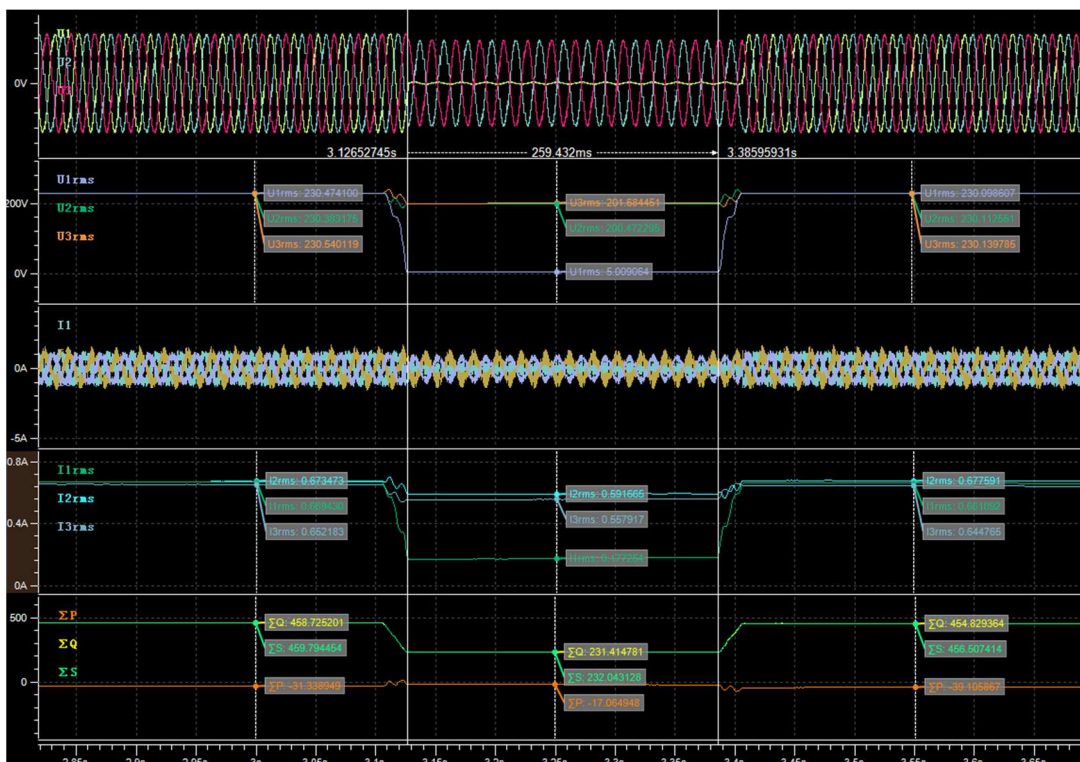 U1
U2
0V
3.12652745s
259.432ms
3.38595931s
U1rms
U2rms
U3rms
200V
0V
U1rms: 230.474100
U2rms: 230.383175
U3rms: 230.540119
U3rms: 201.684451
U2rms: 200.472295
U1rms: 5.009064
U1rms: 230.098607
U2rms: 230.112551
U3rms: 230.139785
I1
0A
-5A
0.8A
0.4A
0A
I1rms
I2rms
I3rms
I2rms: 0.673473
I3rms: 0.652183
I2rms: 0.591665
I3rms: 0.557917
I2rms: 0.677591
I3rms: 0.644765
ΣP
ΣQ
ΣS
500
0
ΣQ: 458.725201
ΣS: 459.794454
ΣP: -31.338949
ΣQ: 231.414781
ΣS: 232.043128
ΣP: -17.064948
ΣQ: 454.829364
ΣS: 456.507414
ΣP: -39.105867